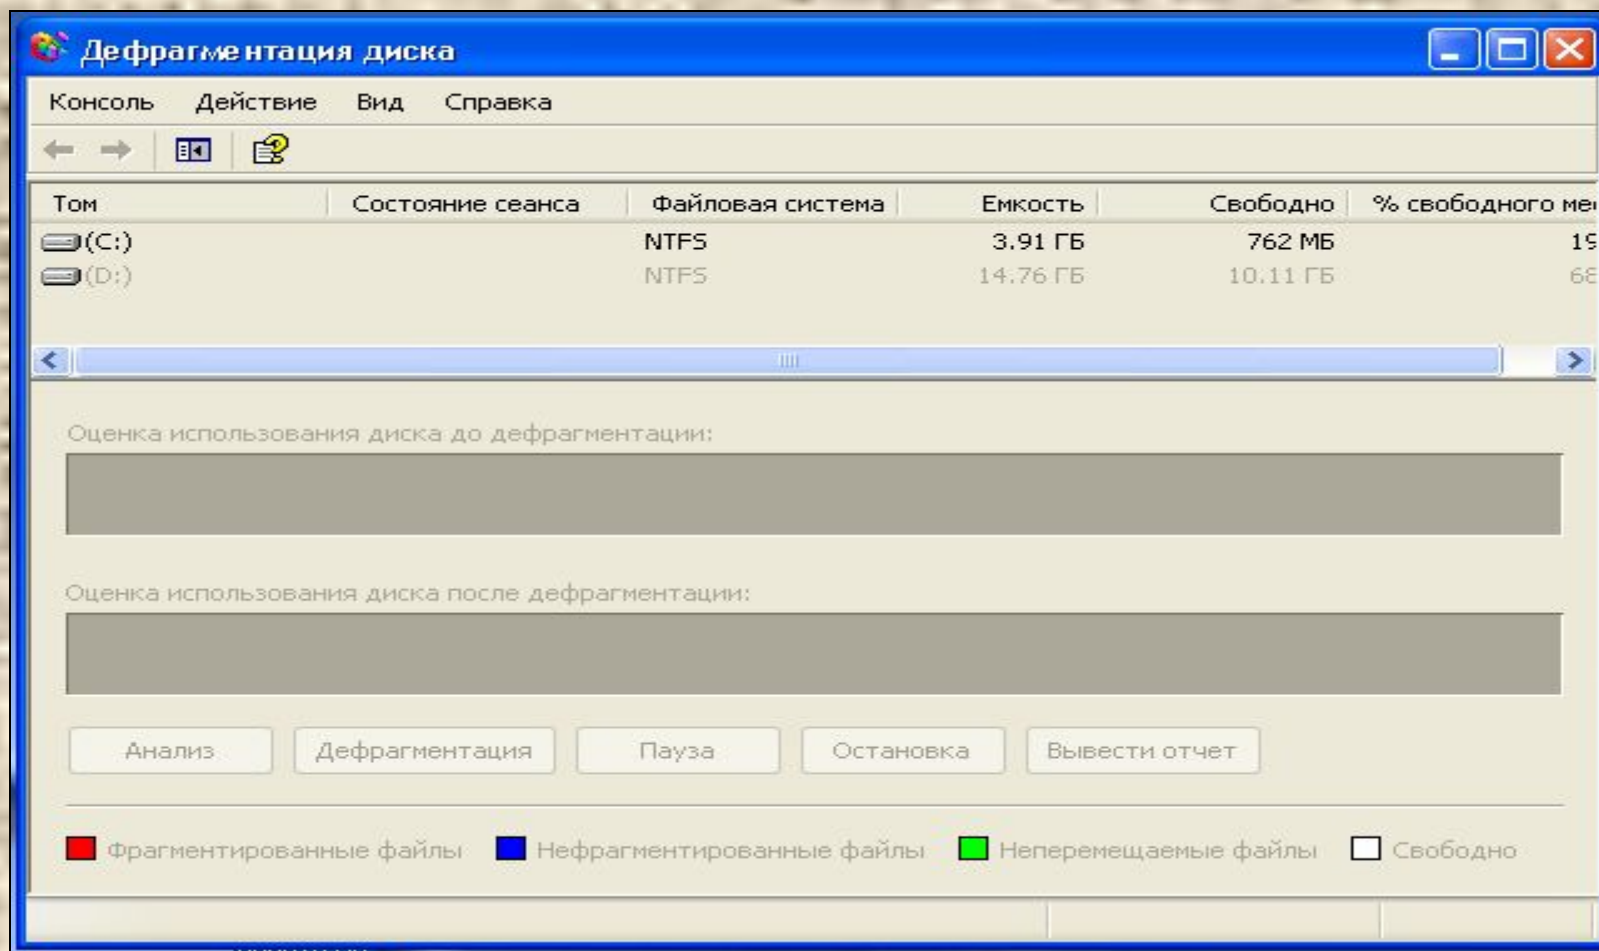 Дефрагментация диска
Консоль Действие Вид Справка
Том Состояние сеанса Файловая система Емкость Свободно % свободного
(C:) NTFS 3.91 ГБ 762 МБ 19
(D:) NTFS 14.76 ГБ 10.11 ГБ 68
Оценка использования диска до дефрагментации:
Оценка использования диска после дефрагментации:
Анализ Дефрагментация Пауза Остановка Вывести отчет
Фрагментированные файлы Нефрагментированные файлы Неперемещаемые файлы Свободно